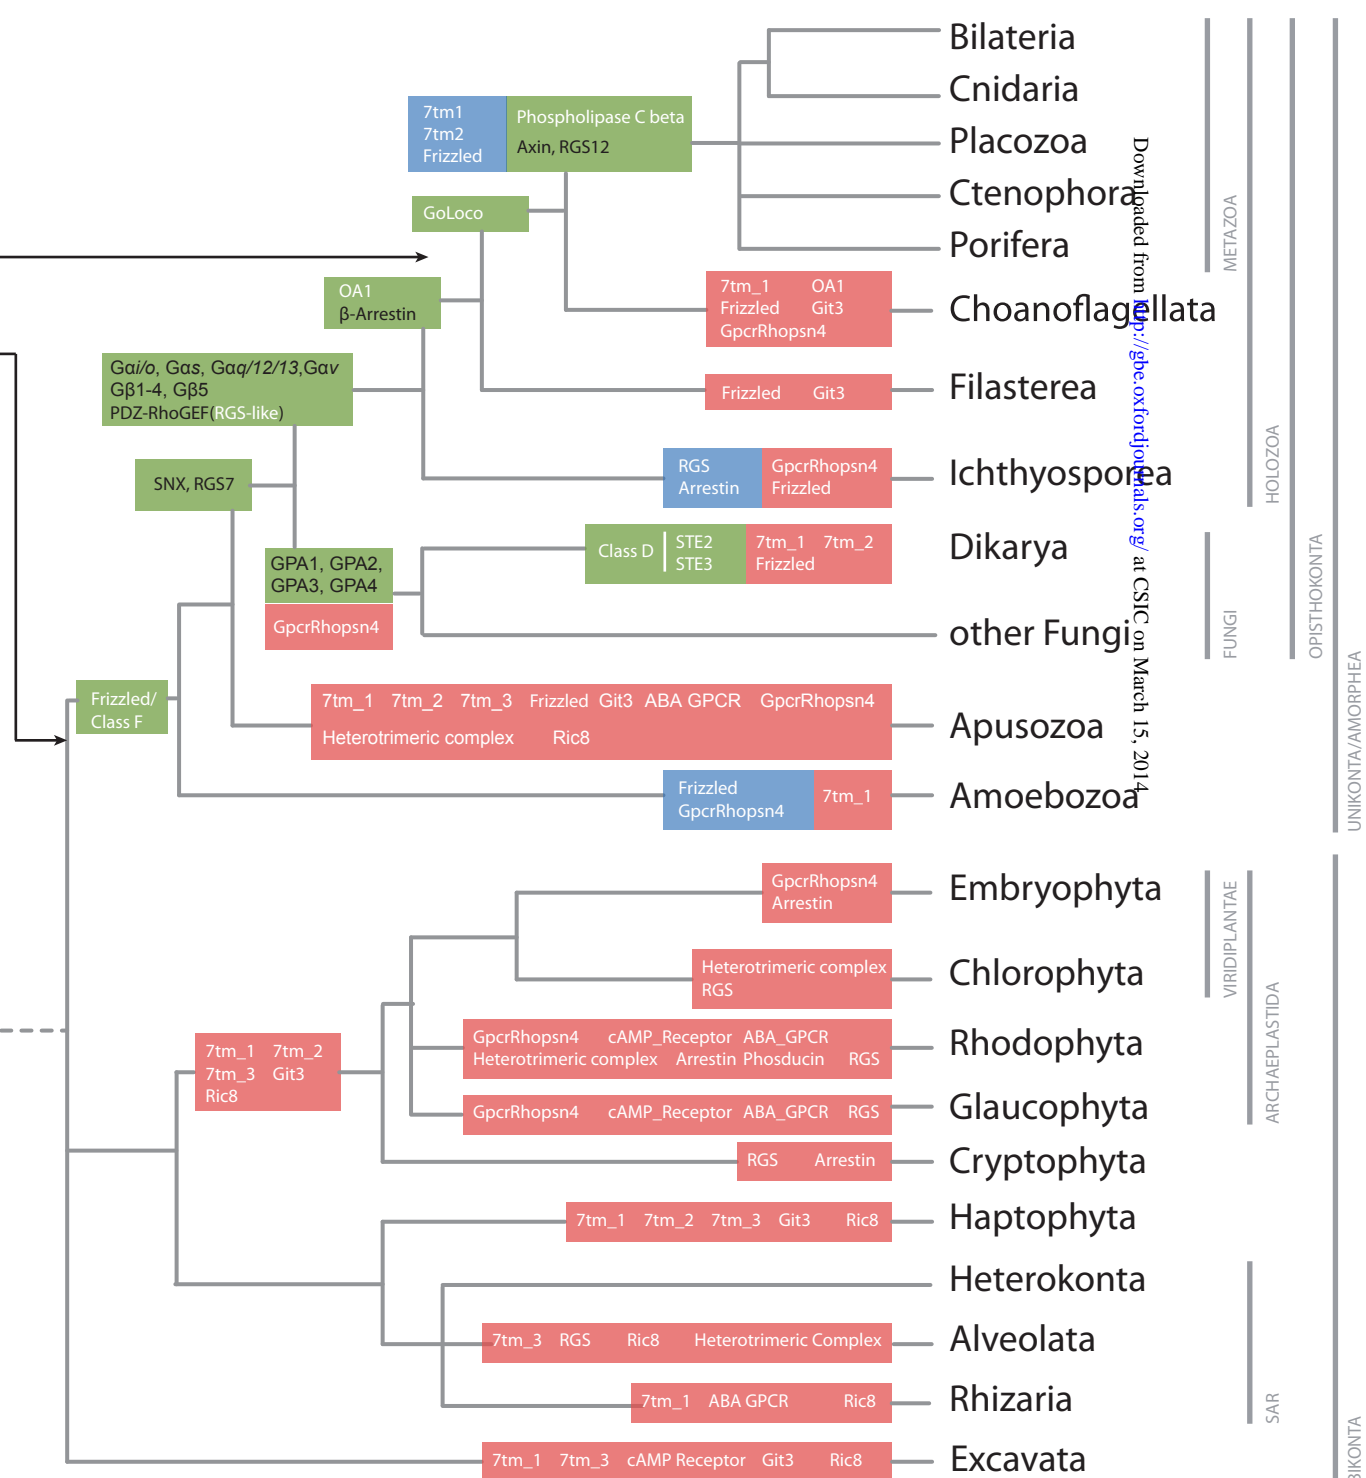 Bilateria
Cnidaria
Placozoa
Ctenophora
Porifera
Choanoflagellata
Filasterea
Ichthyosporea
Dikarya
other Fungi
Apusozoa
Amoebozoa
Embryophyta
Chlorophyta
Rhodophyta
Glaucophyta
Cryptophyta
Haptophyta
Heterokonta
Alveolata
Rhizaria
Excavata
7tm1
7tm2
Frizzled
Phospholipase C beta
Axin, RGS12
GoLoco
OA1
β-Arrestin
7tm_1 OA1
Frizzled Git3
GpcrRhopsn4
Gαi/o, Gαs, Gαq/12/13,Gαv
Gβ1-4, Gβ5
PDZ-RhoGEF(RGS-like)
Frizzled Git3
SNX, RGS7
RGS
Arrestin
GpcrRhopsn4
Frizzled
GPA1, GPA2,
GPA3, GPA4
GpcrRhopsn4
Class D
STE2
STE3
7tm_1 7tm_2
Frizzled
Frizzled/
Class F
7tm_1 7tm_2 7tm_3 Frizzled Git3 ABA GPCR GpcrRhopsn4
Heterotrimeric complex Ric8
Frizzled
GpcrRhopsn4
7tm_1
GpcrRhopsn4
Arrestin
Heterotrimeric complex
RGS
7tm_1 7tm_2
7tm_3 Git3
Ric8
GpcrRhopsn4 cAMP_Receptor ABA_GPCR
Heterotrimeric complex Arrestin Phosducin RGS
GpcrRhopsn4 cAMP_Receptor ABA_GPCR RGS
RGS Arrestin
7tm_1 7tm_2 7tm_3 Git3 Ric8
7tm_3 RGS Ric8 Heterotrimeric Complex
7tm_1 ABA GPCR Ric8
7tm_1 7tm_3 cAMP Receptor Git3 Ric8
METAZOA
HOLOZOA
FUNGI
OPISTHOKONTA
UNIKONTA/AMORPHEA
VIRIDIPLANTAE
ARCHAEPLASTIDA
SAR
IKONTA
Downloaded from http://gbe.oxfordjournals.org/ at CSIC on March 15, 2014